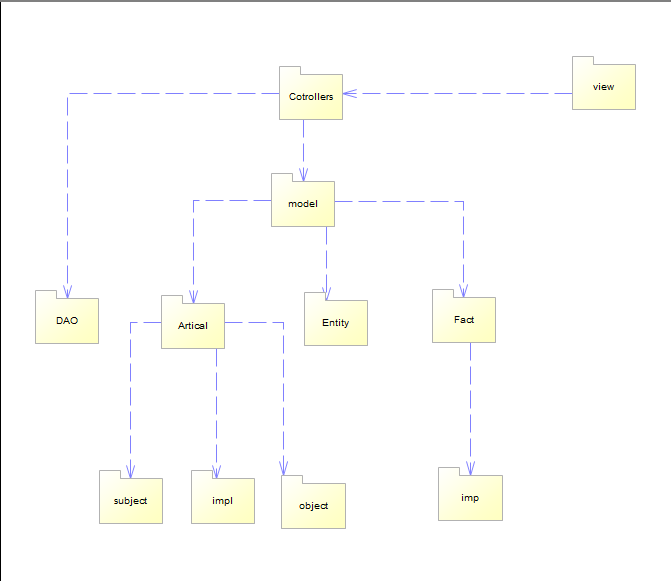 view
Cotrollers
model
DAO
Artical
Entity
Fact
subject
impl
object
imp